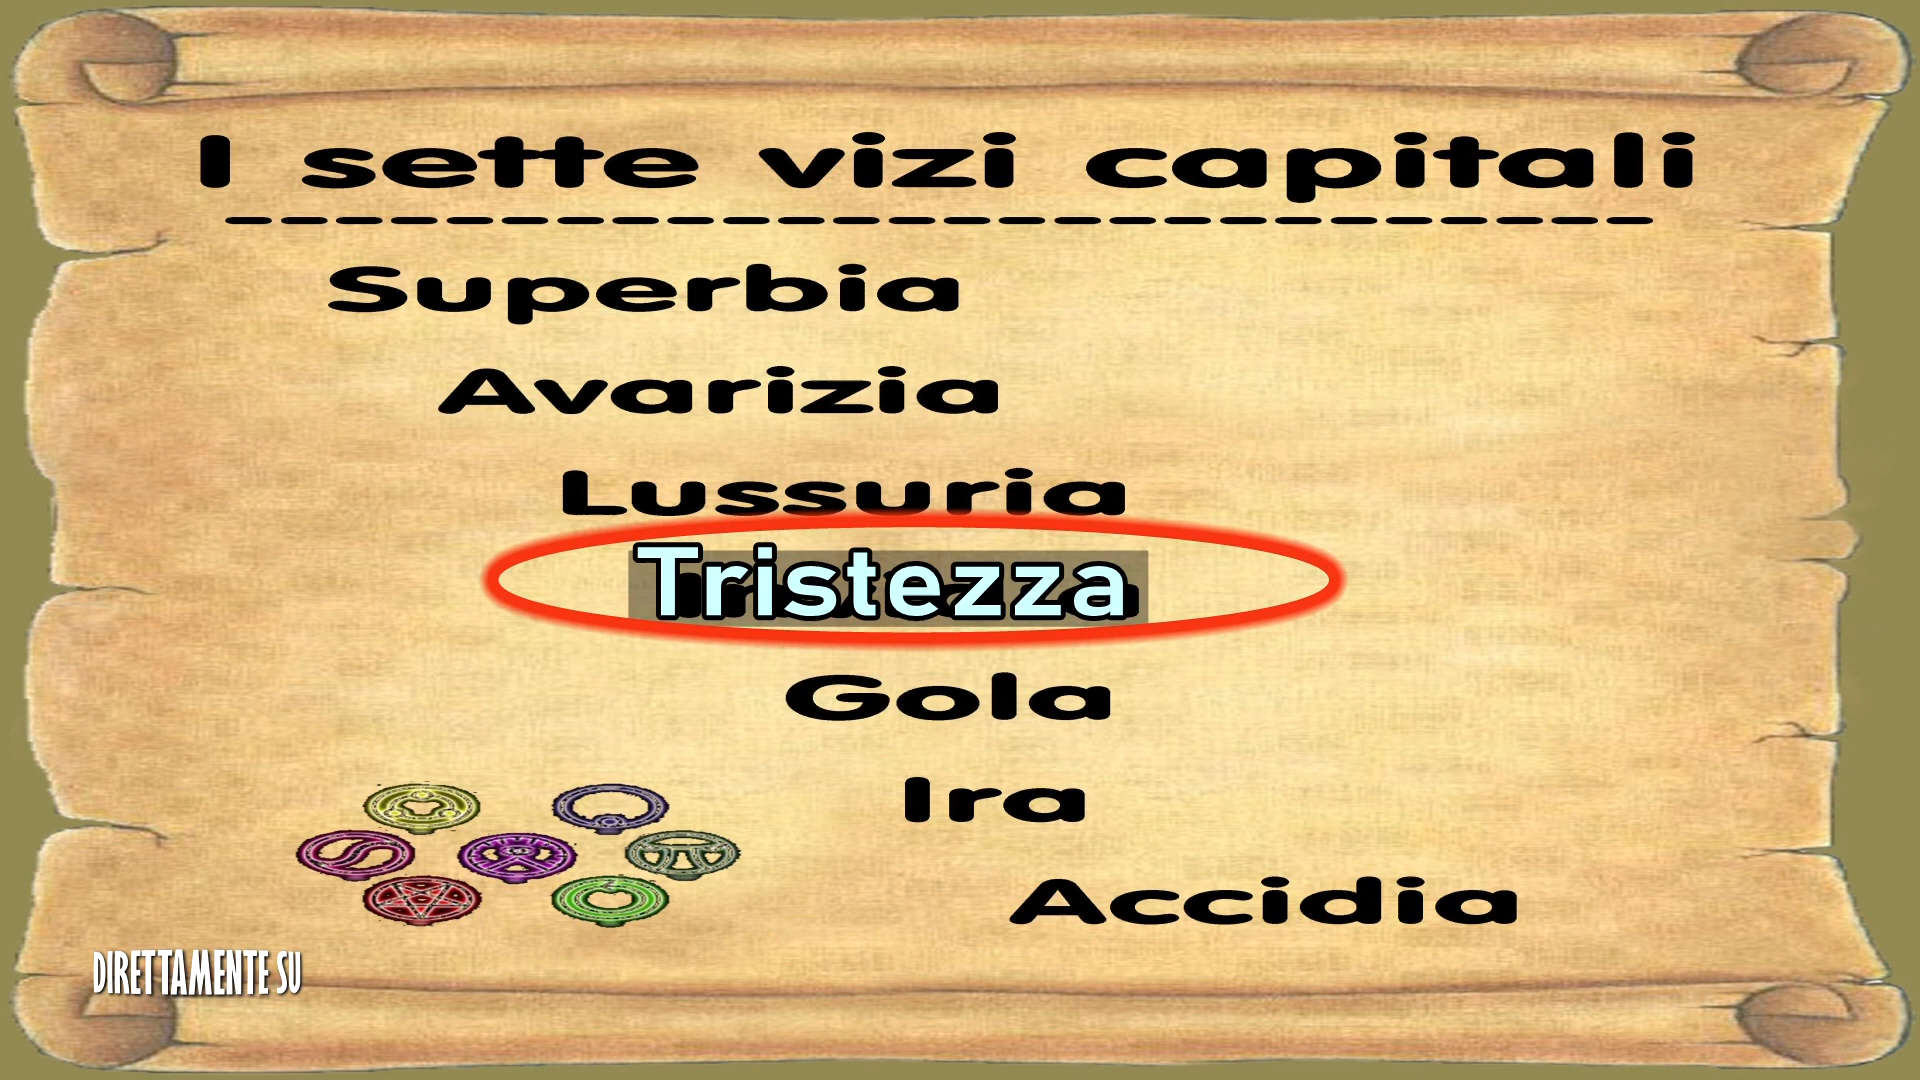 I sette vizi capitali
--------------------------
Superbia
Avarizia
Lussuria
Tristezza
Gola
Ira
Accidia
DIRETTAMENTE SU